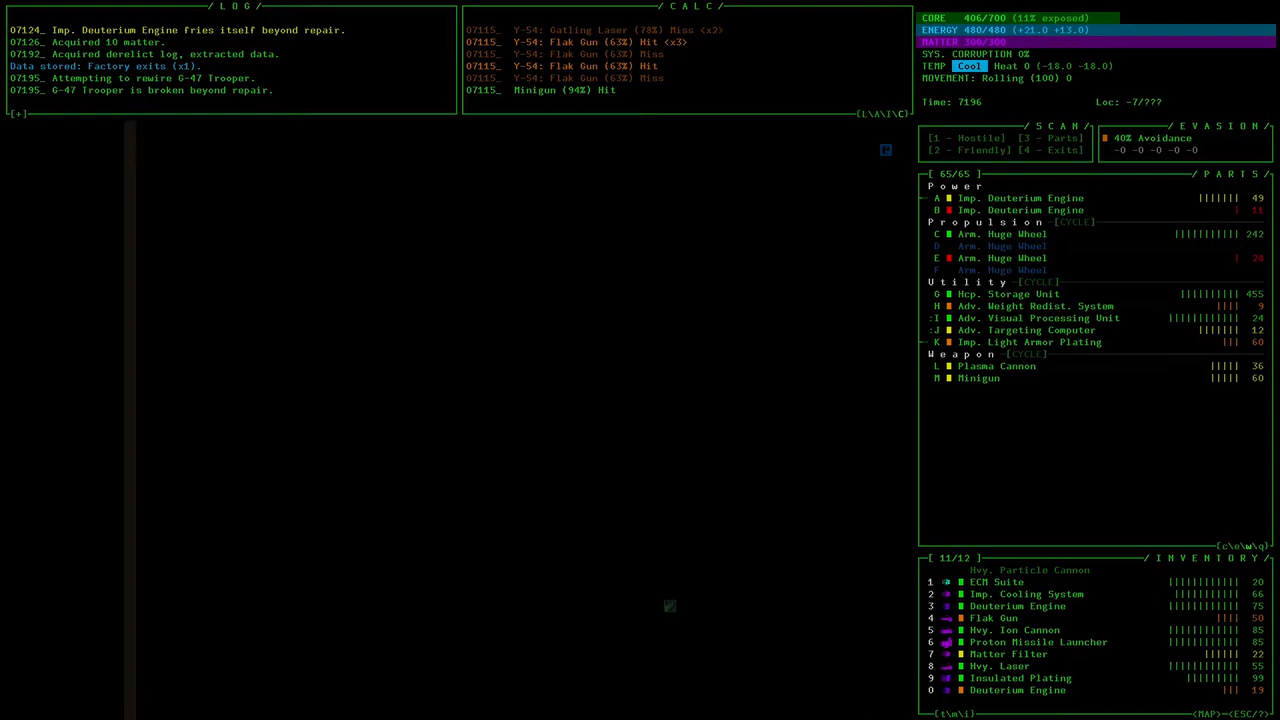 / L O G /
07124_ Imp. Deuterium Engine fries itself beyond repair.
07126_ Acquired 10 matter.
07192_ Acquired derelict log, extracted data.
Data stored: Factory exits (x1).
07195_ Attempting to rewire G-47 Trooper.
07195_ G-47 Trooper is broken beyond repair.
[+]
/ C A L C /
07115_ Y-54: Gatling Laser (78%) Miss <x2>
07115_ Y-54: Flak Gun (63%) Hit <x3>
07115_ Y-54: Flak Gun (63%) Miss
07115_ Y-54: Flak Gun (63%) Hit
07115_ Y-54: Flak Gun (63%) Miss
07115_ Minigun (94%) Hit
[L\A\I\C]
CORE 406/700 (11% exposed)
ENERGY 480/480 (+21.0 +13.0)
MATTER 300/300
SYS. CORRUPTION 0%
TEMP Cool Heat 0 (-18.0 -18.0)
MOVEMENT: Rolling (100) 0
Time: 7196 Loc: -7/???
/ S C A N /
[1 - Hostile] [3 - Parts]
[2 - Friendly] [4 - Exits]
/ E V A S I O N /
40% Avoidance
-0 -0 -0 -0 -0
[ 65/65 ] / P A R T S /
P o w e r
A Imp. Deuterium Engine 49
B Imp. Deuterium Engine 11
P r o p u l s i o n [CYCLE]
C Arm. Huge Wheel 242
D Arm. Huge Wheel
E Arm. Huge Wheel 28
F Arm. Huge Wheel
U t i l i t y [CYCLE]
G Hcp. Storage Unit 455
H Adv. Weight Redist. System 9
:I Adv. Visual Processing Unit 24
:J Adv. Targeting Computer 12
K Imp. Light Armor Plating 60
W e a p o n [CYCLE]
L Plasma Cannon 36
M Minigun 60
[c\e\w\q]
[ 11/12 ] / I N V E N T O R Y /
Hvy. Particle Cannon
1 ECM Suite 20
2 Imp. Cooling System 66
3 Deuterium Engine 75
4 Flak Gun 50
5 Hvy. Ion Cannon 85
6 Proton Missile Launcher 85
7 Matter Filter 22
8 Hvy. Laser 55
9 Insulated Plating 99
0 Deuterium Engine 19
[t\m\i] <MAP>-<ESC/?>